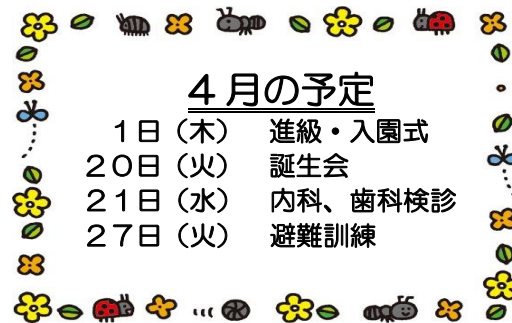 ４月の予定
１日（木）　進級・入園式
２０日（火）　誕生会
２１日（水）　内科、歯科検診
２７日（火）　避難訓練